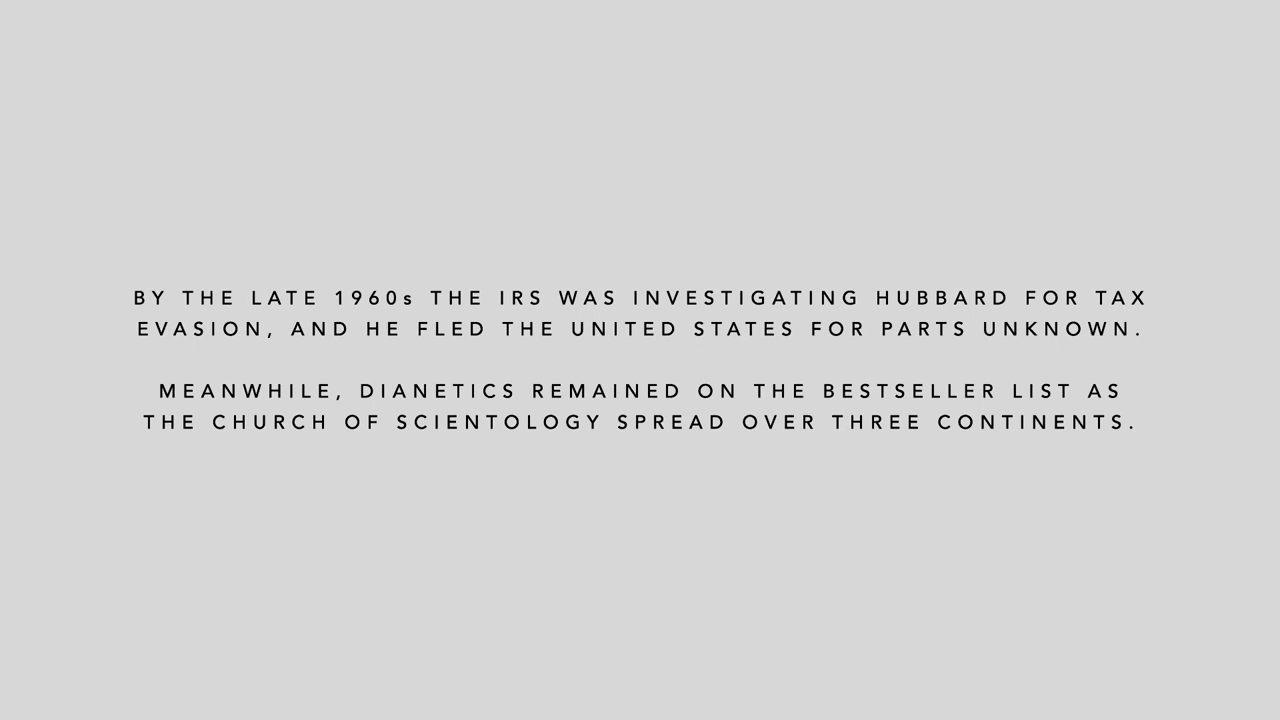 BY THE LATE 1960s THE IRS WAS INVESTIGATING HUBBARD FOR TAX
EVASION, AND HE FLED THE UNITED STATES FOR PARTS UNKNOWN.
MEANWHILE, DIANETICS REMAINED ON THE BESTSELLER LIST AS
THE CHURCH OF SCIENTOLOGY SPREAD OVER THREE CONTINENTS.